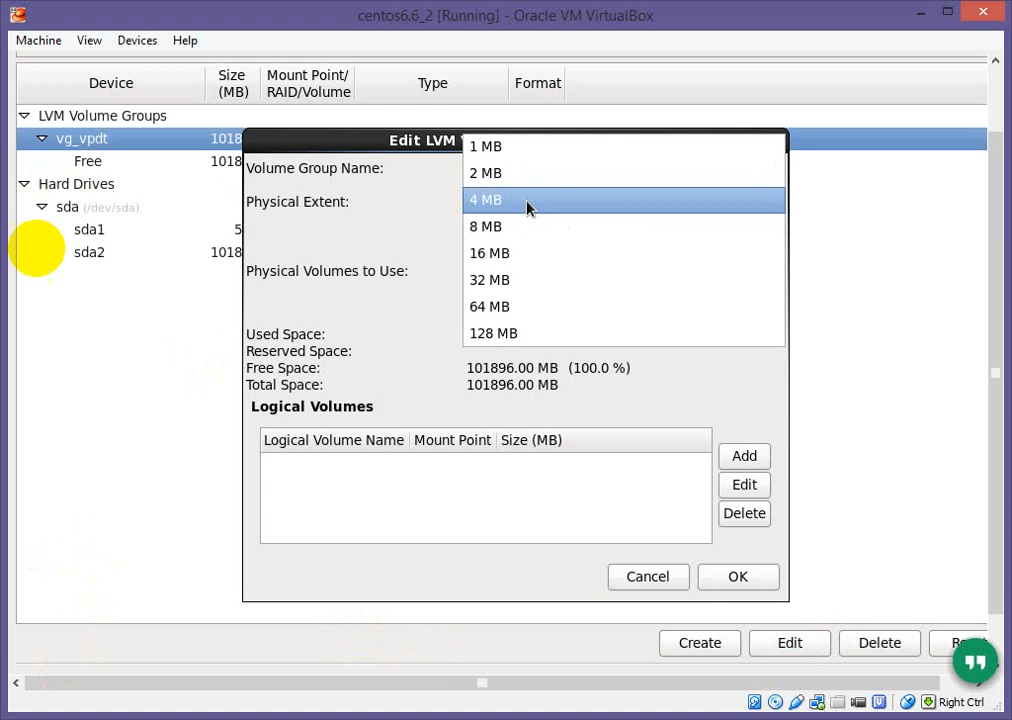 centos6.6_2 [Running] - Oracle VM VirtualBox
Machine View Devices Help
Device Size (MB) Mount Point/ RAID/Volume Type Format
LVM Volume Groups
vg_vpdt 1018
Free 1018
Hard Drives
sda (/dev/sda)
sda1 5
sda2 1018
Edit LVM
Volume Group Name:
Physical Extent:
Physical Volumes to Use:
1 MB
2 MB
4 MB
8 MB
16 MB
32 MB
64 MB
128 MB
Used Space:
Reserved Space:
Free Space: 101896.00 MB (100.0 %)
Total Space: 101896.00 MB
Logical Volumes
Logical Volume Name Mount Point Size (MB)
Add
Edit
Delete
Cancel OK
Create Edit Delete
Right Ctrl